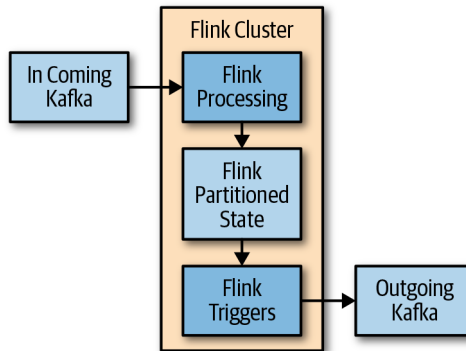 Flink Cluster
In Coming
Kafka
Flink
Processing
Flink
Partitioned
State
Flink
Triggers
Outgoing
Kafka